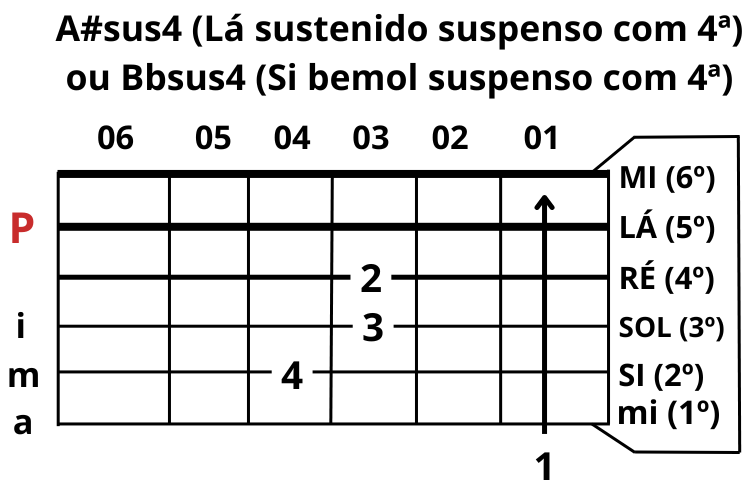 A#sus4 (Lá sustenido suspenso com 4ª)
ou Bbsus4 (Si bemol suspenso com 4ª)
06 05 04 03 02 01
MI (6º)
P LÁ (5º)
2 RÉ (4º)
i 3 SOL (3º)
m 4 SI (2º)
a mi (1º)
1